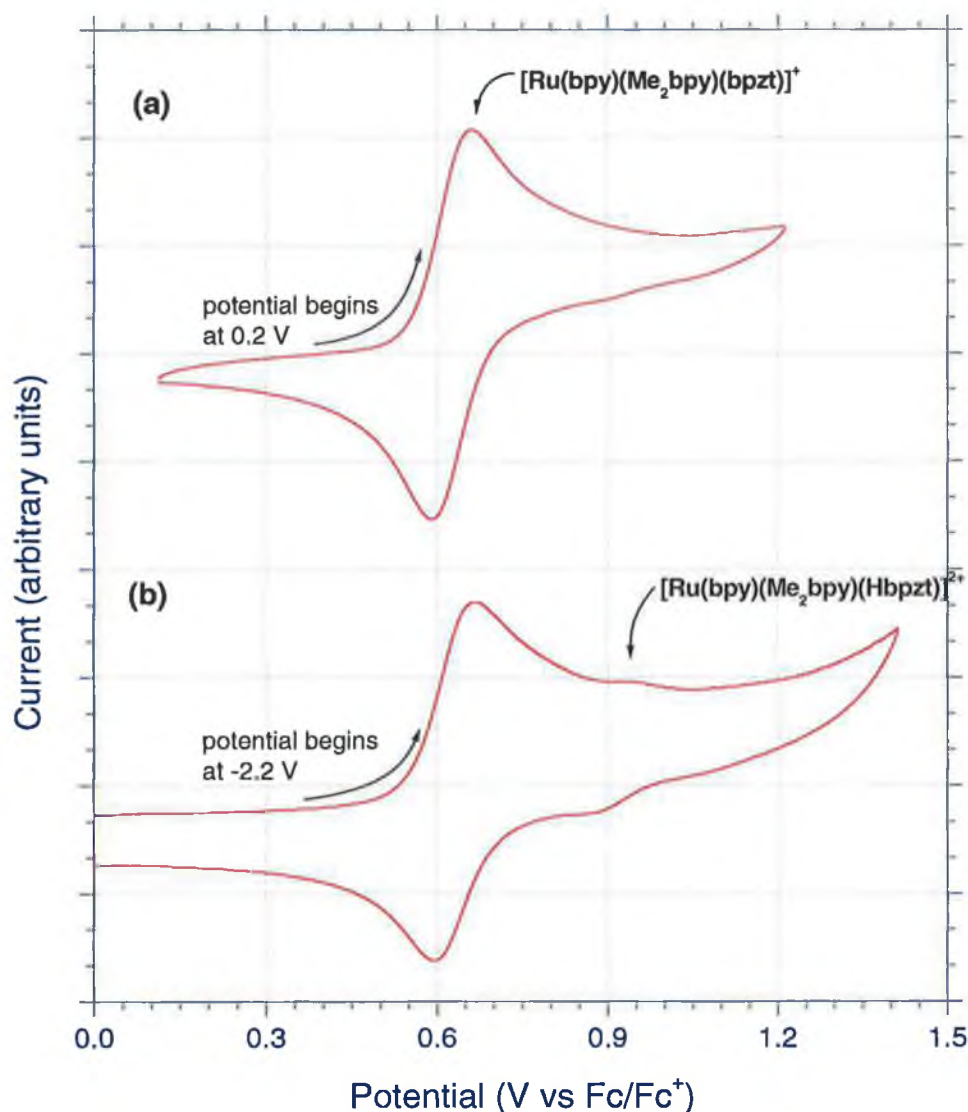 [Ru(bpy)(Me₂bpy)(bpzt)]⁺
(a)
potential begins
at 0.2 V
(b)
[Ru(bpy)(Me₂bpy)(Hbpzt)]²⁺
potential begins
at -2.2 V
Current (arbitrary units)
0.0 0.3 0.6 0.9 1.2 1.5
Potential (V vs Fc/Fc⁺)